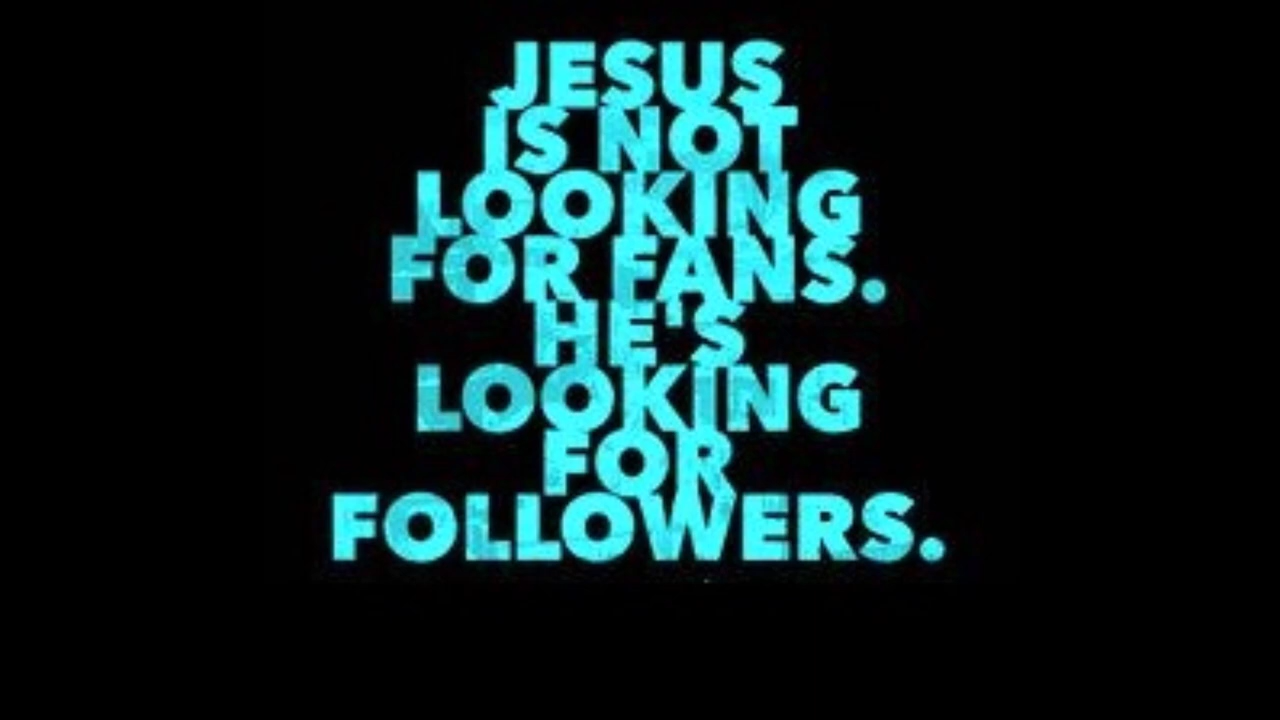 JESUS
IS NOT
LOOKING
FOR FANS.
HE'S
LOOKING
FOR
FOLLOWERS.